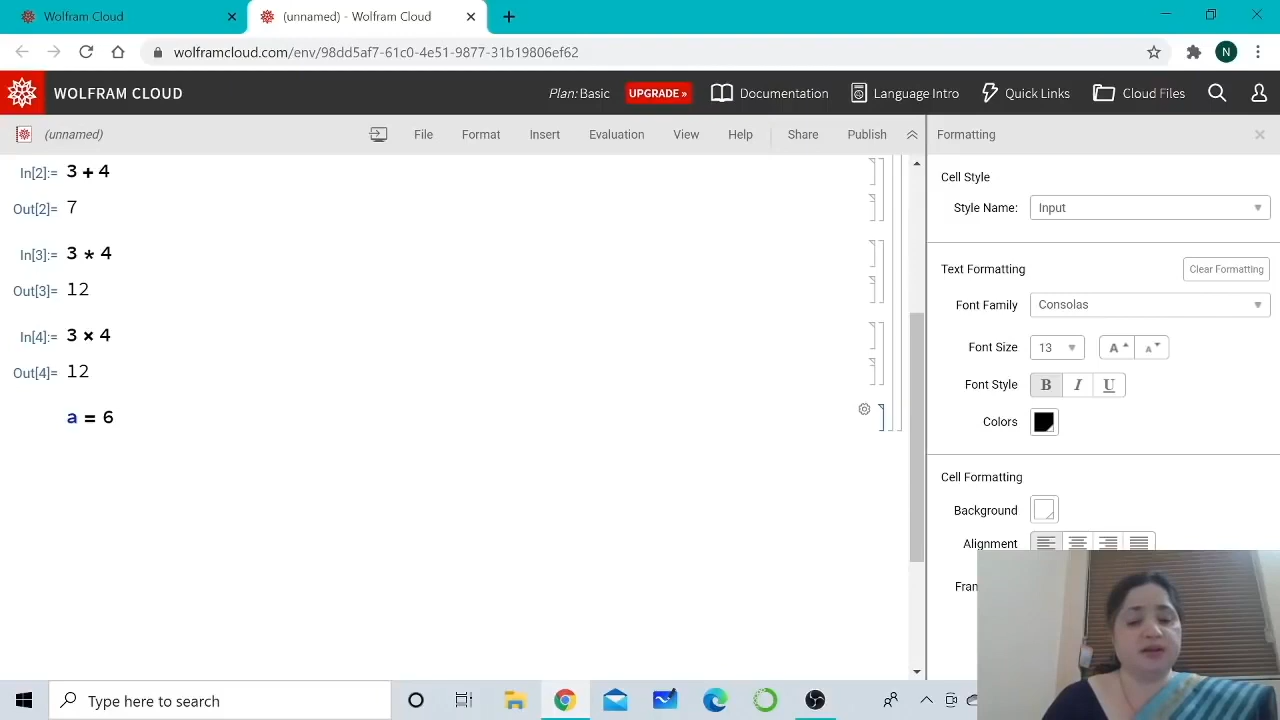 Wolfram Cloud
(unnamed) - Wolfram Cloud
wolframcloud.com/env/98dd5af7-61c0-4e51-9877-31b19806ef62
N
WOLFRAM CLOUD
Plan: Basic
UPGRADE »
Documentation
Language Intro
Quick Links
Cloud Files
(unnamed)
File
Format
Insert
Evaluation
View
Help
Share
Publish
In[2]:= 3 + 4
Out[2]= 7
In[3]:= 3 * 4
Out[3]= 12
In[4]:= 3 × 4
Out[4]= 12
a = 6
Formatting
Cell Style
Style Name: Input
Text Formatting
Clear Formatting
Font Family Consolas
Font Size 13 A A
Font Style B I U
Colors
Cell Formatting
Background
Alignment
Fran
Type here to search